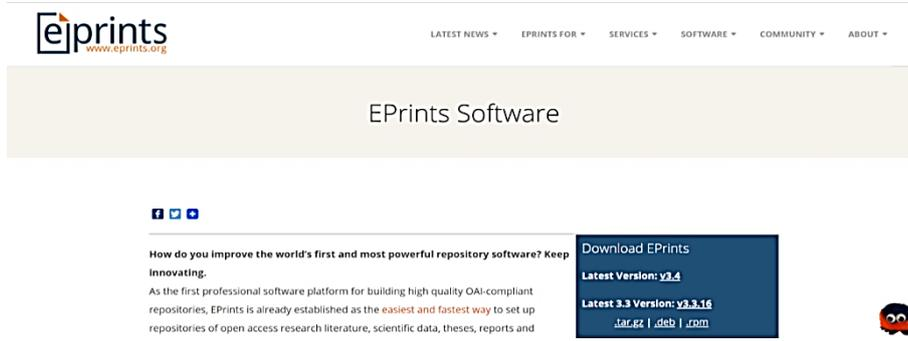 eprints
www.eprints.org
LATEST NEWS EPRINTS FOR SERVICES SOFTWARE COMMUNITY ABOUT
EPrints Software
How do you improve the world's first and most powerful repository software? Keep
innovating.
As the first professional software platform for building high quality OAI-compliant
repositories, EPrints is already established as the easiest and fastest way to set up
repositories of open access research literature, scientific data, theses, reports and
Download EPrints
Latest Version: v3.4
Latest 3.3 Version: v3.3.16
.tar.gz | .deb | .rpm